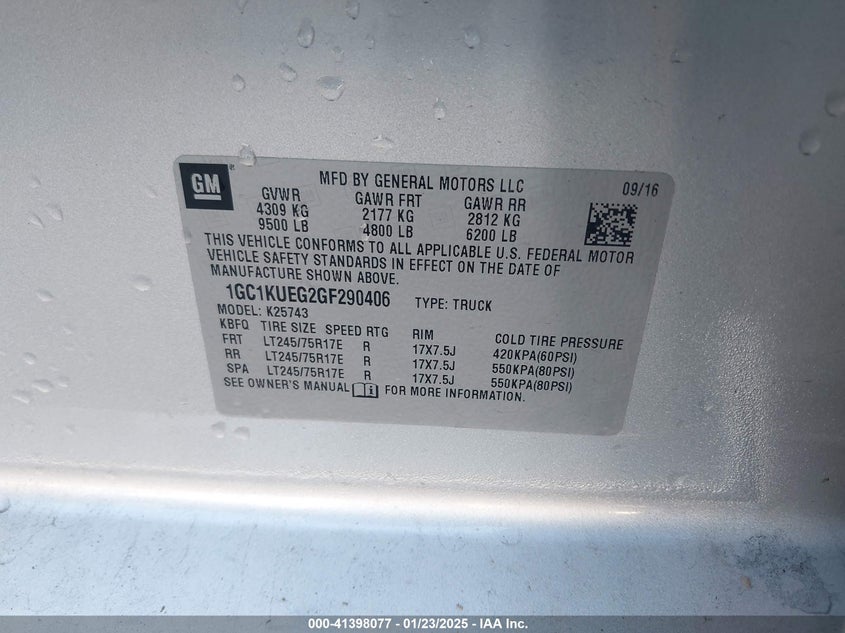 GM
MFD BY GENERAL MOTORS LLC 09/16
GVWR GAWR FRT GAWR RR
4309 KG 2177 KG 2812 KG
9500 LB 4800 LB 6200 LB
THIS VEHICLE CONFORMS TO ALL APPLICABLE U.S. FEDERAL MOTOR
VEHICLE SAFETY STANDARDS IN EFFECT ON THE DATE OF
MANUFACTURE SHOWN ABOVE.
1GC1KUEG2GF290406 TYPE: TRUCK
MODEL: K25743
KBFQ TIRE SIZE SPEED RTG RIM COLD TIRE PRESSURE
FRT LT245/75R17E R 17X7.5J 420KPA(60PSI)
RR LT245/75R17E R 17X7.5J 550KPA(80PSI)
SPA LT245/75R17E R 17X7.5J 550KPA(80PSI)
SEE OWNER'S MANUAL FOR MORE INFORMATION.
000-41398077 - 01/23/2025 - IAA Inc.